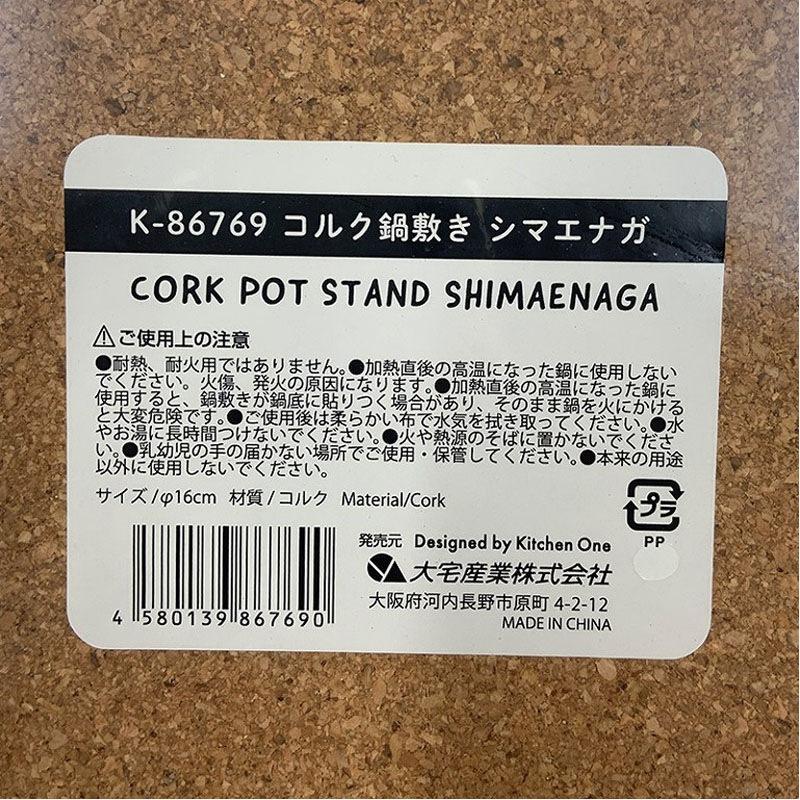 K-86769 コルク鍋敷き シマエナガ
CORK POT STAND SHIMAENAGA
⚠ご使用上の注意
●耐熱、耐火用ではありません。●加熱直後の高温になった鍋に使用しない
でください。火傷、発火の原因になります。●加熱直後の高温になった鍋に
使用すると、鍋敷きが鍋底に貼りつく場合があり、そのまま鍋を火にかける
と大変危険です。●ご使用後は柔らかい布で水気を拭き取ってください。●水
やお湯に長時間つけないでください。●火や熱源のそばに置かないでくださ
い。●乳幼児の手の届かない場所でご使用・保管してください。●本来の用途
以外に使用しないでください。
サイズ/φ16cm 材質/コルク Material/Cork
プラ
PP
発売元 Designed by Kitchen One
大宅産業株式会社
大阪府河内長野市原町 4-2-12
MADE IN CHINA
4 580139 867690